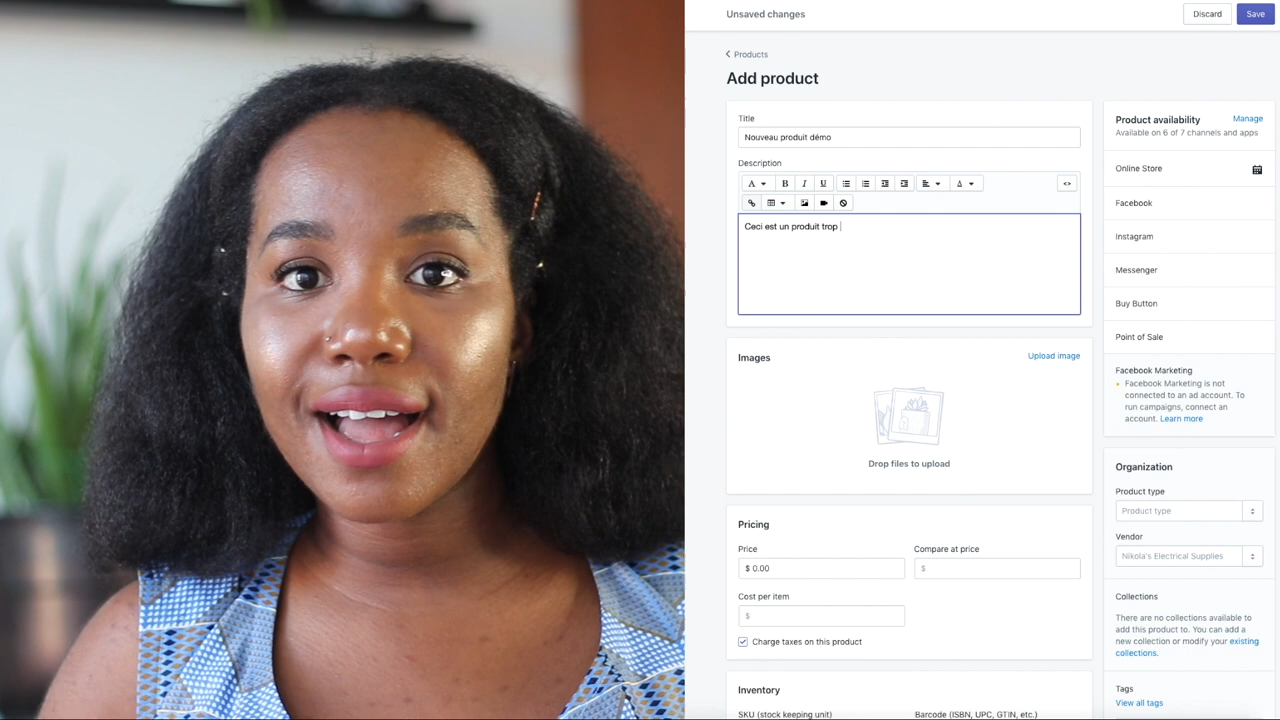 Unsaved changes
Discard
Save
Products
Add product
Title
Nouveau produit démo
Description
A
B
I
U
A
<>
Ceci est un produit trop
Images
Upload image
Drop files to upload
Pricing
Price
Compare at price
$ 0.00
$
Cost per item
$
Charge taxes on this product
Inventory
SKU (stock keeping unit)
Barcode (ISBN, UPC, GTIN, etc.)
Product availability
Manage
Available on 6 of 7 channels and apps
Online Store
Facebook
Instagram
Messenger
Buy Button
Point of Sale
Facebook Marketing
Facebook Marketing is not
connected to an ad account. To
run campaigns, connect an
account. Learn more
Organization
Product type
Product type
Vendor
Nikola's Electrical Supplies
Collections
There are no collections available to
add this product to. You can add a
new collection or modify your existing
collections.
Tags
View all tags